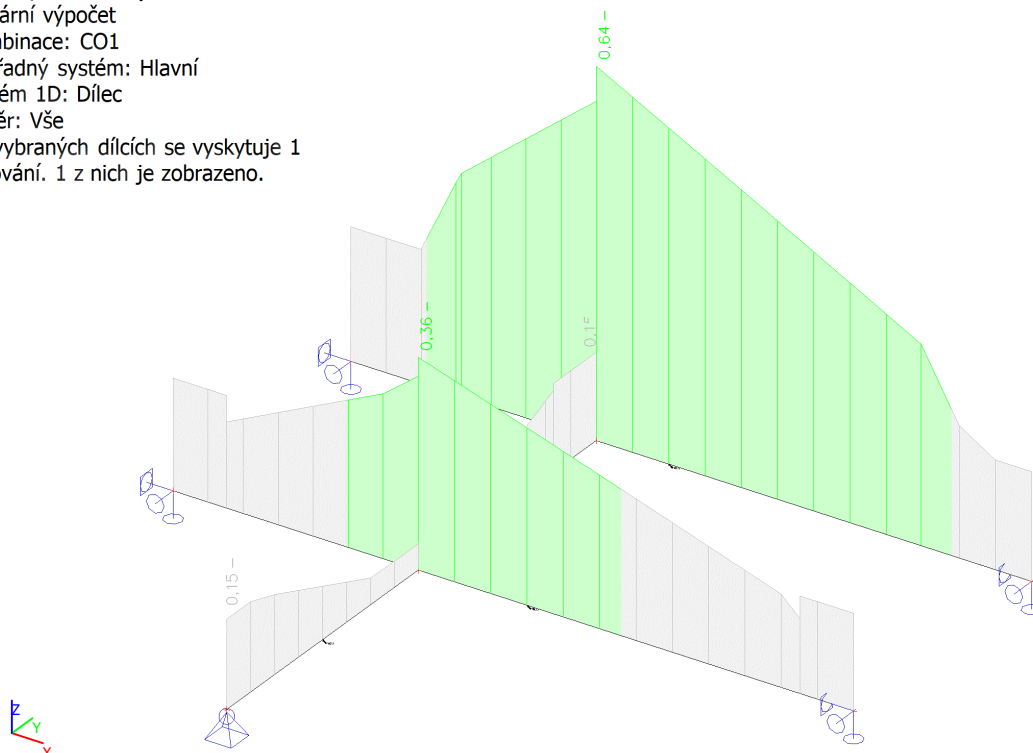 ární výpočet
binace: CO1
řadný systém: Hlavní
ém 1D: Dílec
ěr: Vše
vybraných dílcích se vyskytuje 1
ování. 1 z nich je zobrazeno.
0,64
0,36
0,15
Z
Y
X